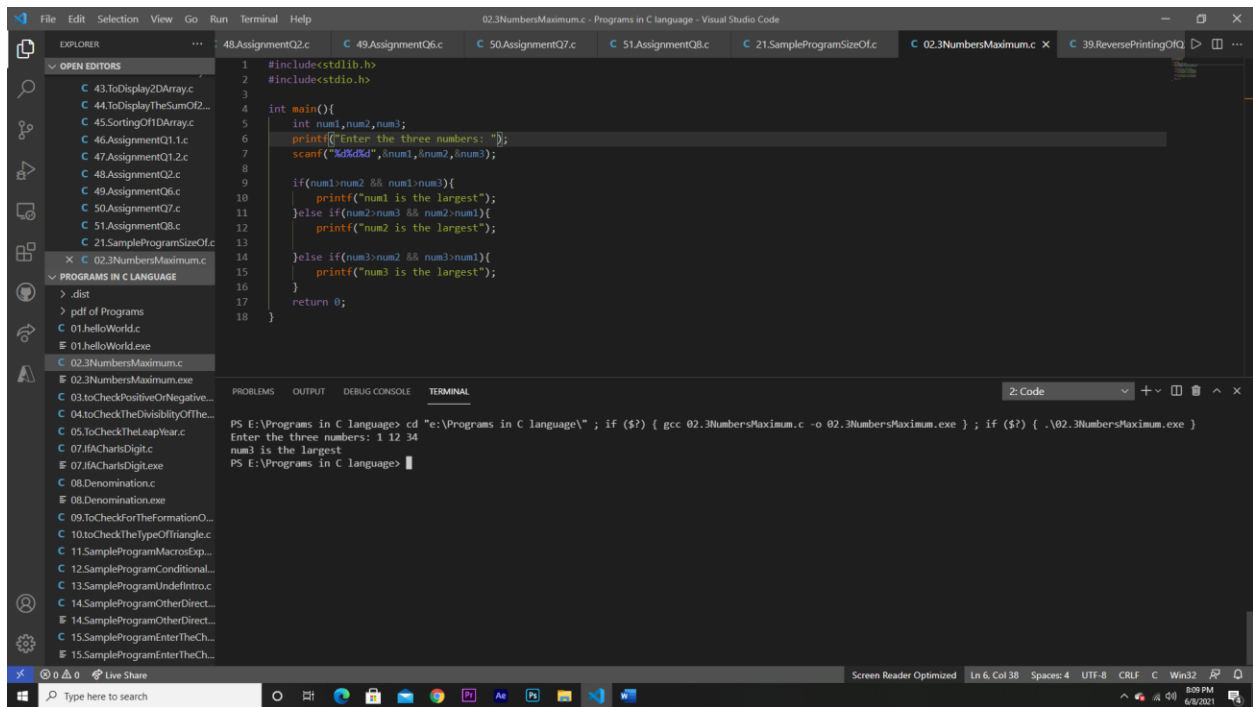 File Edit Selection View Go Run Terminal Help 02.3NumbersMaximum.c - Programs in C language - Visual Studio Code
EXPLORER
48.AssignmentQ2.c C 49.AssignmentQ6.c C 50.AssignmentQ7.c C 51.AssignmentQ8.c C 21.SampleProgramSizeOf.c C 02.3NumbersMaximum.c C 39.ReversePrintingOfQ
OPEN EDITORS
C 43.ToDisplay2DArray.c
C 44.ToDisplayTheSumOf2...
C 45.SortingOf1DArray.c
C 46.AssignmentQ1.1.c
C 47.AssignmentQ1.2.c
C 48.AssignmentQ2.c
C 49.AssignmentQ6.c
C 50.AssignmentQ7.c
C 51.AssignmentQ8.c
C 21.SampleProgramSizeOf.c
C 02.3NumbersMaximum.c
PROGRAMS IN C LANGUAGE
> .dist
> pdf of Programs
C 01.helloWorld.c
01.helloWorld.exe
C 02.3NumbersMaximum.c
02.3NumbersMaximum.exe
C 03.toCheckPositiveOrNegative...
C 04.toCheckTheDivisiblityOfThe...
C 05.ToCheckTheLeapYear.c
C 07.IfACharIsDigit.c
07.IfACharIsDigit.exe
C 08.Denomination.c
08.Denomination.exe
C 09.ToCheckForTheFormationO...
C 10.toCheckTheTypeOfTriangle.c
C 11.SampleProgramMacrosExp...
C 12.SampleProgramConditional...
C 13.SampleProgramUndefIntro.c
C 14.SampleProgramOtherDirect...
14.SampleProgramOtherDirect...
C 15.SampleProgramEnterTheCh...
15.SampleProgramEnterTheCh...
1 #include<stdlib.h>
2 #include<stdio.h>
3
4 int main(){
5 int num1,num2,num3;
6 printf("Enter the three numbers: ");
7 scanf("%d%d%d",&num1,&num2,&num3);
8
9 if(num1>num2 && num1>num3){
10 printf("num1 is the largest");
11 }else if(num2>num3 && num2>num1){
12 printf("num2 is the largest");
13
14 }else if(num3>num2 && num3>num1){
15 printf("num3 is the largest");
16 }
17 return 0;
18 }
PROBLEMS OUTPUT DEBUG CONSOLE TERMINAL 2: Code
PS E:\Programs in C language> cd "e:\Programs in C language\" ; if ($?) { gcc 02.3NumbersMaximum.c -o 02.3NumbersMaximum.exe } ; if ($?) { .\02.3NumbersMaximum.exe }
Enter the three numbers: 1 12 34
num3 is the largest
PS E:\Programs in C language>
0 0 Live Share Screen Reader Optimized Ln 6, Col 38 Spaces: 4 UTF-8 CRLF C Win32
Type here to search Pr Ae Ps 8:09 PM
6/8/2021